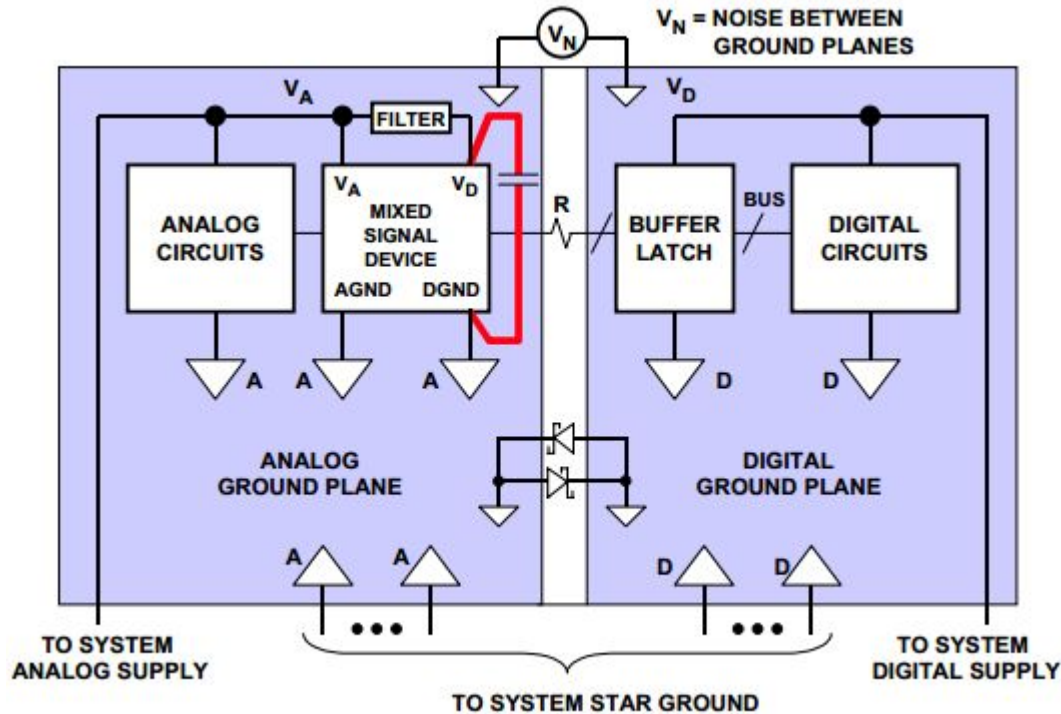 V_N = NOISE BETWEEN
GROUND PLANES
V_N
V_A
V_D
FILTER
V_A
V_D
ANALOG
CIRCUITS
MIXED
SIGNAL
DEVICE
AGND
DGND
R
BUFFER
LATCH
BUS
DIGITAL
CIRCUITS
A
A
A
D
D
ANALOG
GROUND PLANE
DIGITAL
GROUND PLANE
A
A
D
D
TO SYSTEM
ANALOG SUPPLY
TO SYSTEM
DIGITAL SUPPLY
TO SYSTEM STAR GROUND